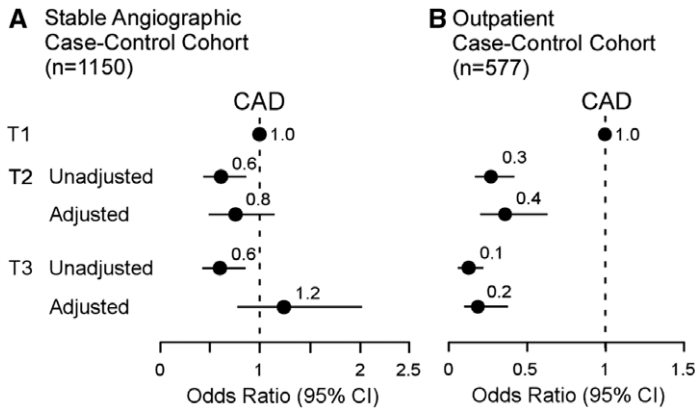 A Stable Angiographic
Case-Control Cohort
(n=1150)
B Outpatient
Case-Control Cohort
(n=577)
CAD
CAD
T1
1.0
1.0
T2 Unadjusted
0.6
0.3
Adjusted
0.8
0.4
T3 Unadjusted
0.6
0.1
Adjusted
1.2
0.2
0 1 2 2.5
0 0.5 1 1.5
Odds Ratio (95% CI)
Odds Ratio (95% CI)